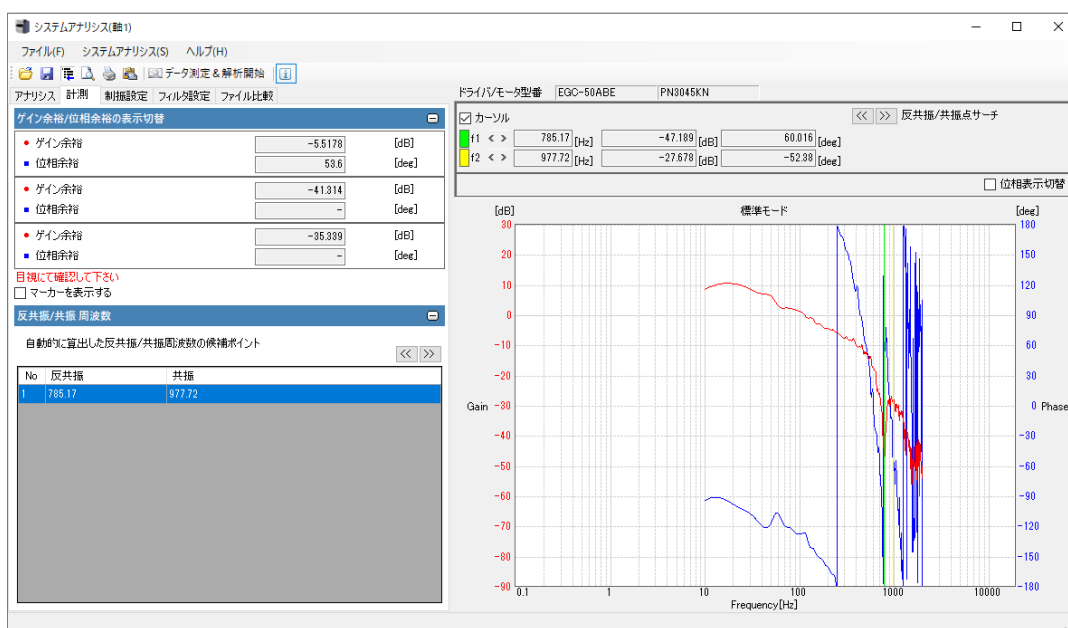 システムアナリシス(軸1)
ファイル(F) システムアナリシス(S) ヘルプ(H)
データ測定&解析開始
アナリシス 計測 制振設定 フィルタ設定 ファイル比較
ゲイン余裕/位相余裕の表示切替
ゲイン余裕 -5.5178 [dB]
位相余裕 53.6 [deg]
ゲイン余裕 -41.314 [dB]
位相余裕 - [deg]
ゲイン余裕 -35.339 [dB]
位相余裕 - [deg]
目視にて確認して下さい
マーカーを表示する
反共振/共振 周波数
自動的に算出した反共振/共振周波数の候補ポイント
<< >>
No 反共振 共振
1 785.17 977.72
ドライバ/モータ型番 EGC-50ABE PN3045KN
カーソル << >> 反共振/共振点サーチ
f1 < > 785.17 [Hz] -47.189 [dB] 60.016 [deg]
f2 < > 977.72 [Hz] -27.678 [dB] -52.38 [deg]
位相表示切替
[dB] 標準モード [deg]
30 180
20 150
10 120
0 90
-10 60
-20 30
Gain -30 0 Phase
-40 -30
-50 -60
-60 -90
-70 -120
-80 -150
-90 -180
0.1 1 10 100 1000 10000
Frequency[Hz]